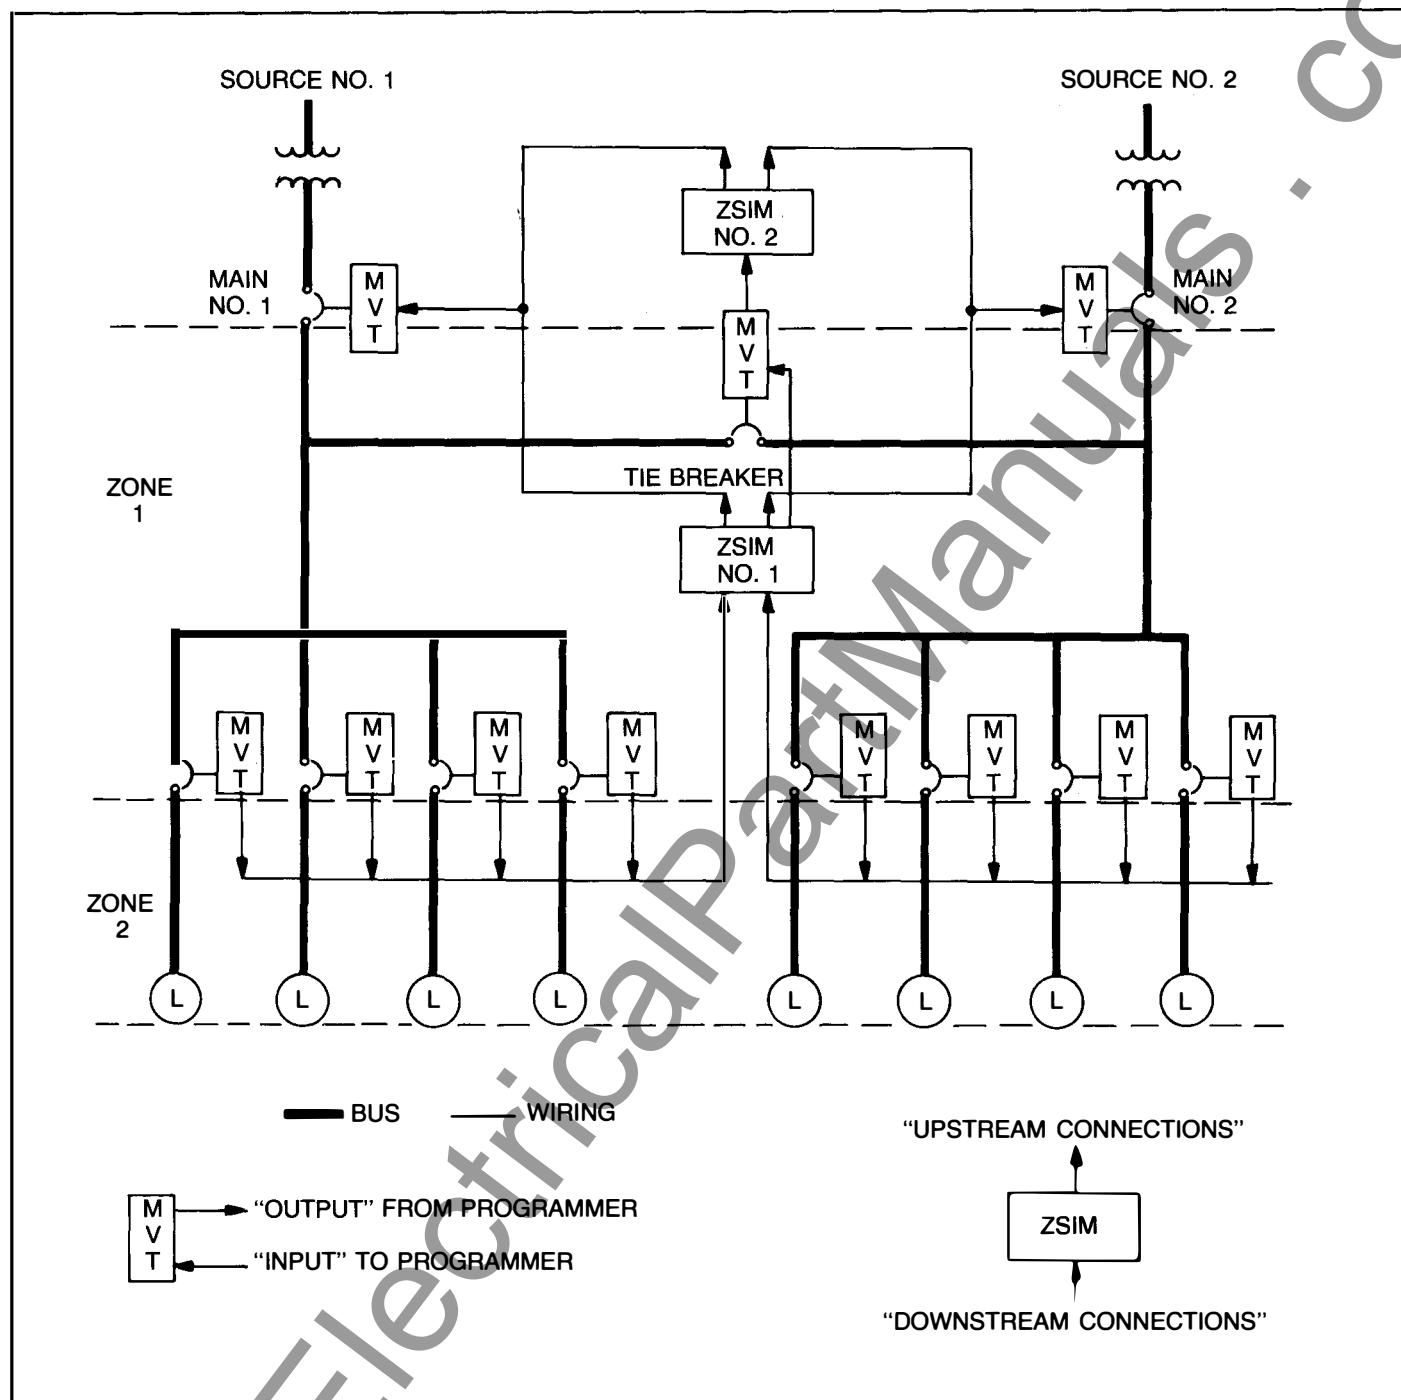 SOURCE NO. 1
SOURCE NO. 2
ZSIM
NO. 2
MAIN
NO. 1
M
V
T
M
V
T
M
V
T
MAIN
NO. 2
TIE BREAKER
ZONE
1
ZSIM
NO. 1
M
V
T
M
V
T
M
V
T
M
V
T
M
V
T
M
V
T
M
V
T
M
V
T
ZONE
2
L
L
L
L
L
L
L
L
BUS
WIRING
"UPSTREAM CONNECTIONS"
M
V
T
"OUTPUT" FROM PROGRAMMER
"INPUT" TO PROGRAMMER
ZSIM
"DOWNSTREAM CONNECTIONS"
ElectricalPartManuals . co